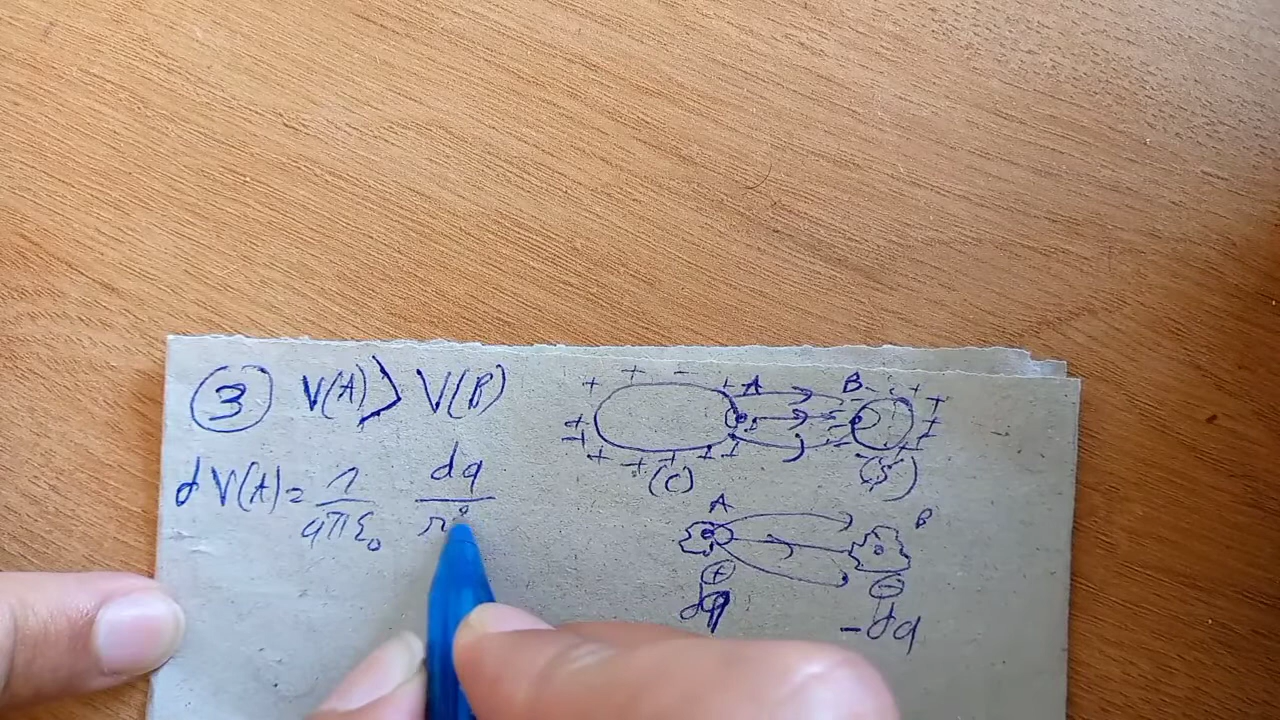 ③ V(A) > V(B)
A B
(C) (S)
dV(A) = 1/4πε₀ dq/r
A B
+ −
dq −dq